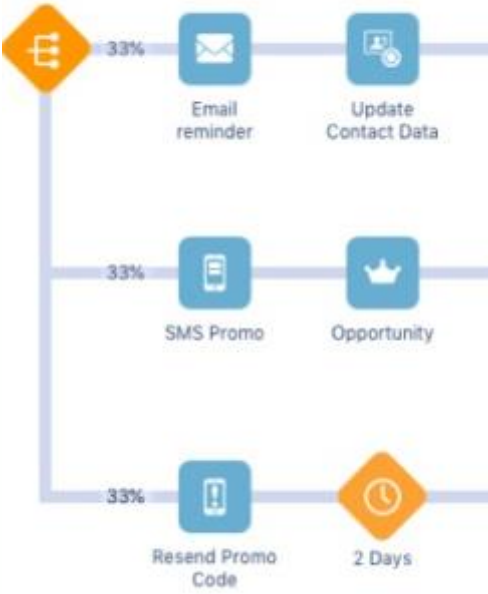 33%
Email
reminder
Update
Contact Data
33%
SMS Promo
Opportunity
33%
Resend Promo
Code
2 Days